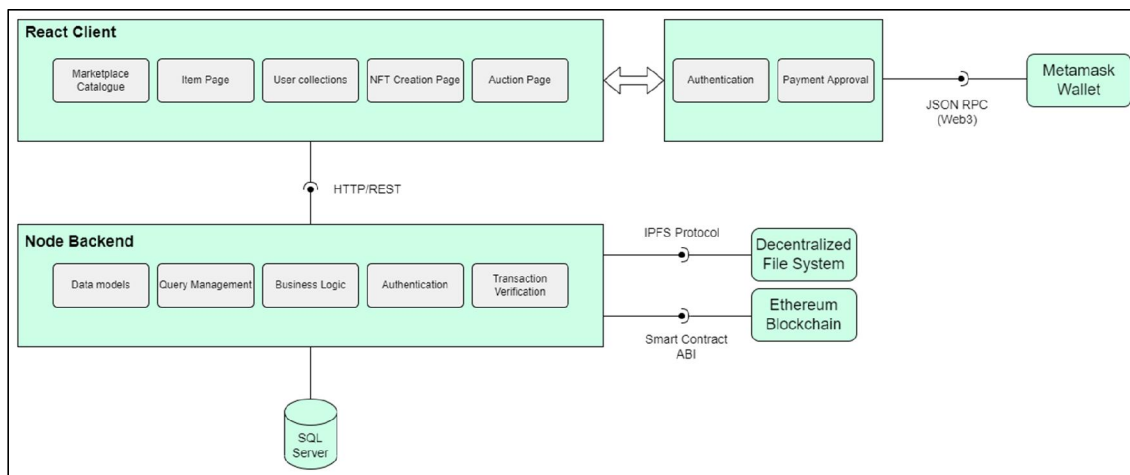 React Client
Marketplace
Catalogue
Item Page
User collections
NFT Creation Page
Auction Page
Authentication
Payment Approval
JSON RPC
(Web3)
Metamask
Wallet
HTTP/REST
Node Backend
Data models
Query Management
Business Logic
Authentication
Transaction
Verification
IPFS Protocol
Decentralized
File System
Smart Contract
ABI
Ethereum
Blockchain
SQL
Server